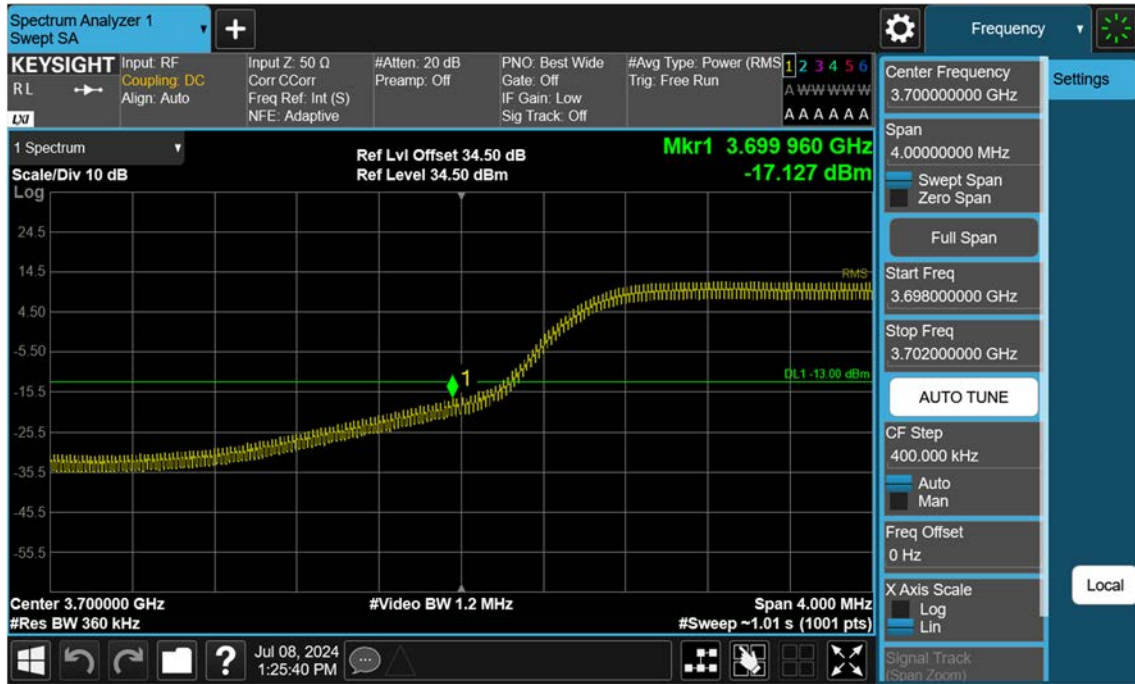 Spectrum Analyzer 1
Swept SA
Frequency
KEYSIGHT
RL
LXI
Input: RF
Coupling: DC
Align: Auto
Input Z: 50 Ω
Corr CCorr
Freq Ref: Int (S)
NFE: Adaptive
#Atten: 20 dB
Preamp: Off
PNO: Best Wide
Gate: Off
IF Gain: Low
Sig Track: Off
#Avg Type: Power (RMS
Trig: Free Run
1 2 3 4 5 6
A W W W W W
A A A A A A
1 Spectrum
Scale/Div 10 dB
Log
Ref Lvl Offset 34.50 dB
Ref Level 34.50 dBm
Mkr1 3.699 960 GHz
-17.127 dBm
24.5
14.5
4.50
-5.50
-15.5
-25.5
-35.5
-45.5
-55.5
RMS
1
DL1 -13.00 dBm
Center 3.700000 GHz
#Res BW 360 kHz
#Video BW 1.2 MHz
Span 4.000 MHz
#Sweep ~1.01 s (1001 pts)
Jul 08, 2024
1:25:40 PM
Center Frequency
3.700000000 GHz
Span
4.00000000 MHz
Swept Span
Zero Span
Full Span
Start Freq
3.698000000 GHz
Stop Freq
3.702000000 GHz
AUTO TUNE
CF Step
400.000 kHz
Auto
Man
Freq Offset
0 Hz
X Axis Scale
Log
Lin
Signal Track
(Span Zoom)
Settings
Local